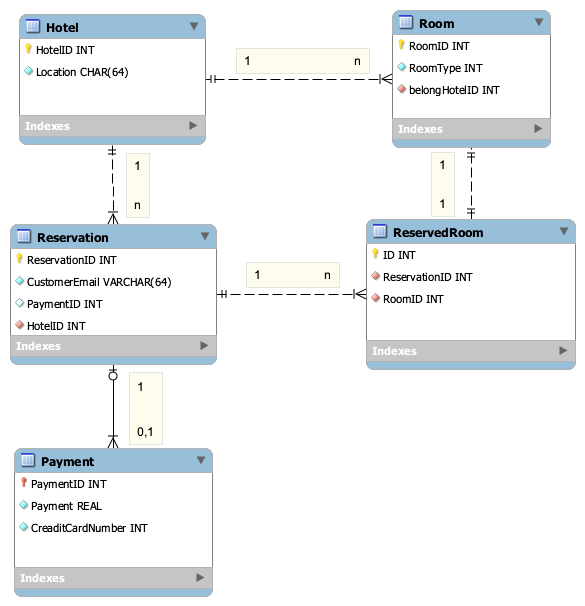 Hotel
HotelID INT
Location CHAR(64)
Indexes
1 n
Room
RoomID INT
RoomType INT
belongHotelID INT
Indexes
1
n
1
1
Reservation
ReservationID INT
CustomerEmail VARCHAR(64)
PaymentID INT
HotelID INT
Indexes
1 n
ReservedRoom
ID INT
ReservationID INT
RoomID INT
Indexes
1
0,1
Payment
PaymentID INT
Payment REAL
CreaditCardNumber INT
Indexes